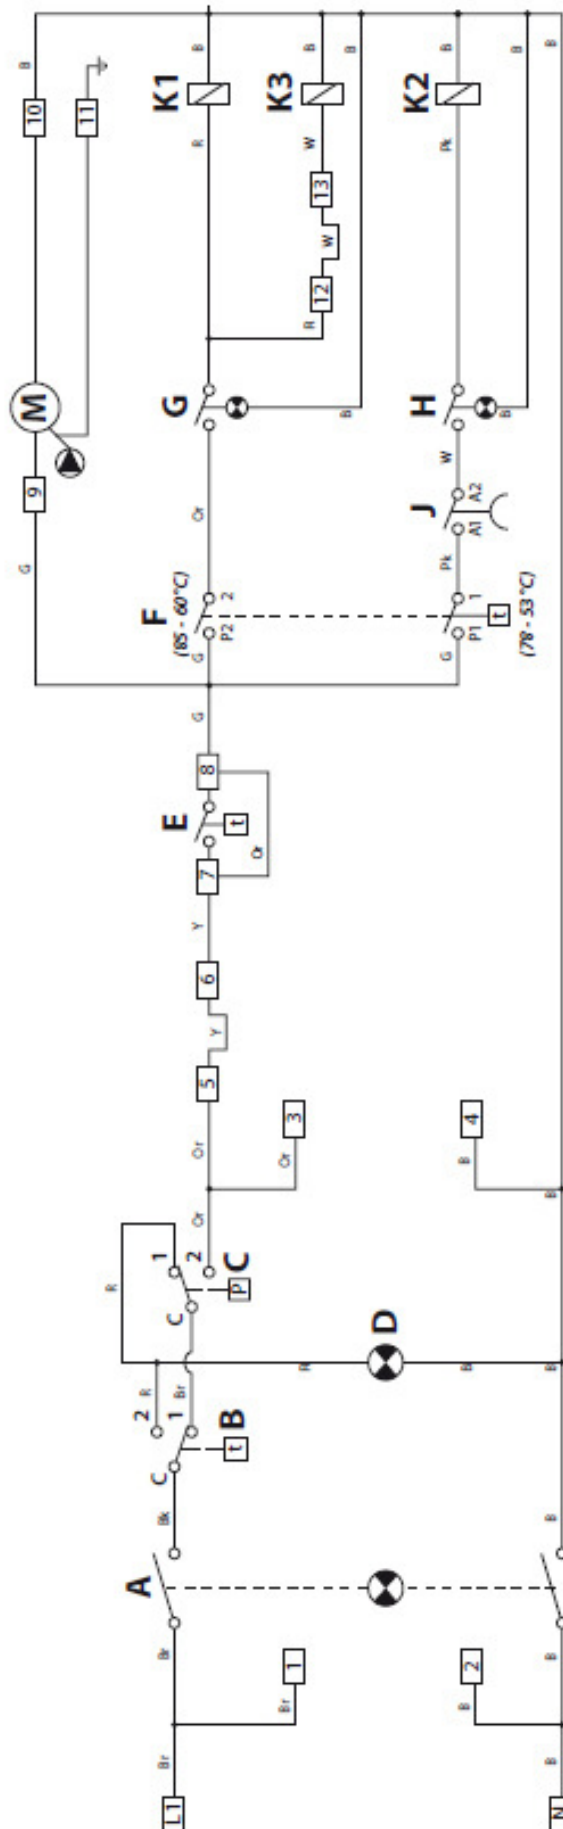 G
9
M
10
B
11
R
A
2
R
C
1
L1
Br
Br
Bk
1
Br
C
2
B
C
t
P
Or
Or
5
Y
6
Y
7
E
8
t
Or
G
G
F
(85 - 60°C)
P2
2
Or
G
R
K1
B
1
Br
3
Or
R
12
W
13
W
K3
B
B
B
R
D
B
2
B
4
B
G
P1
1
t
(78 - 53°C)
Pk
J
A1
A2
W
H
Pk
K2
B
B
B
N
B
B
B
B
B
B